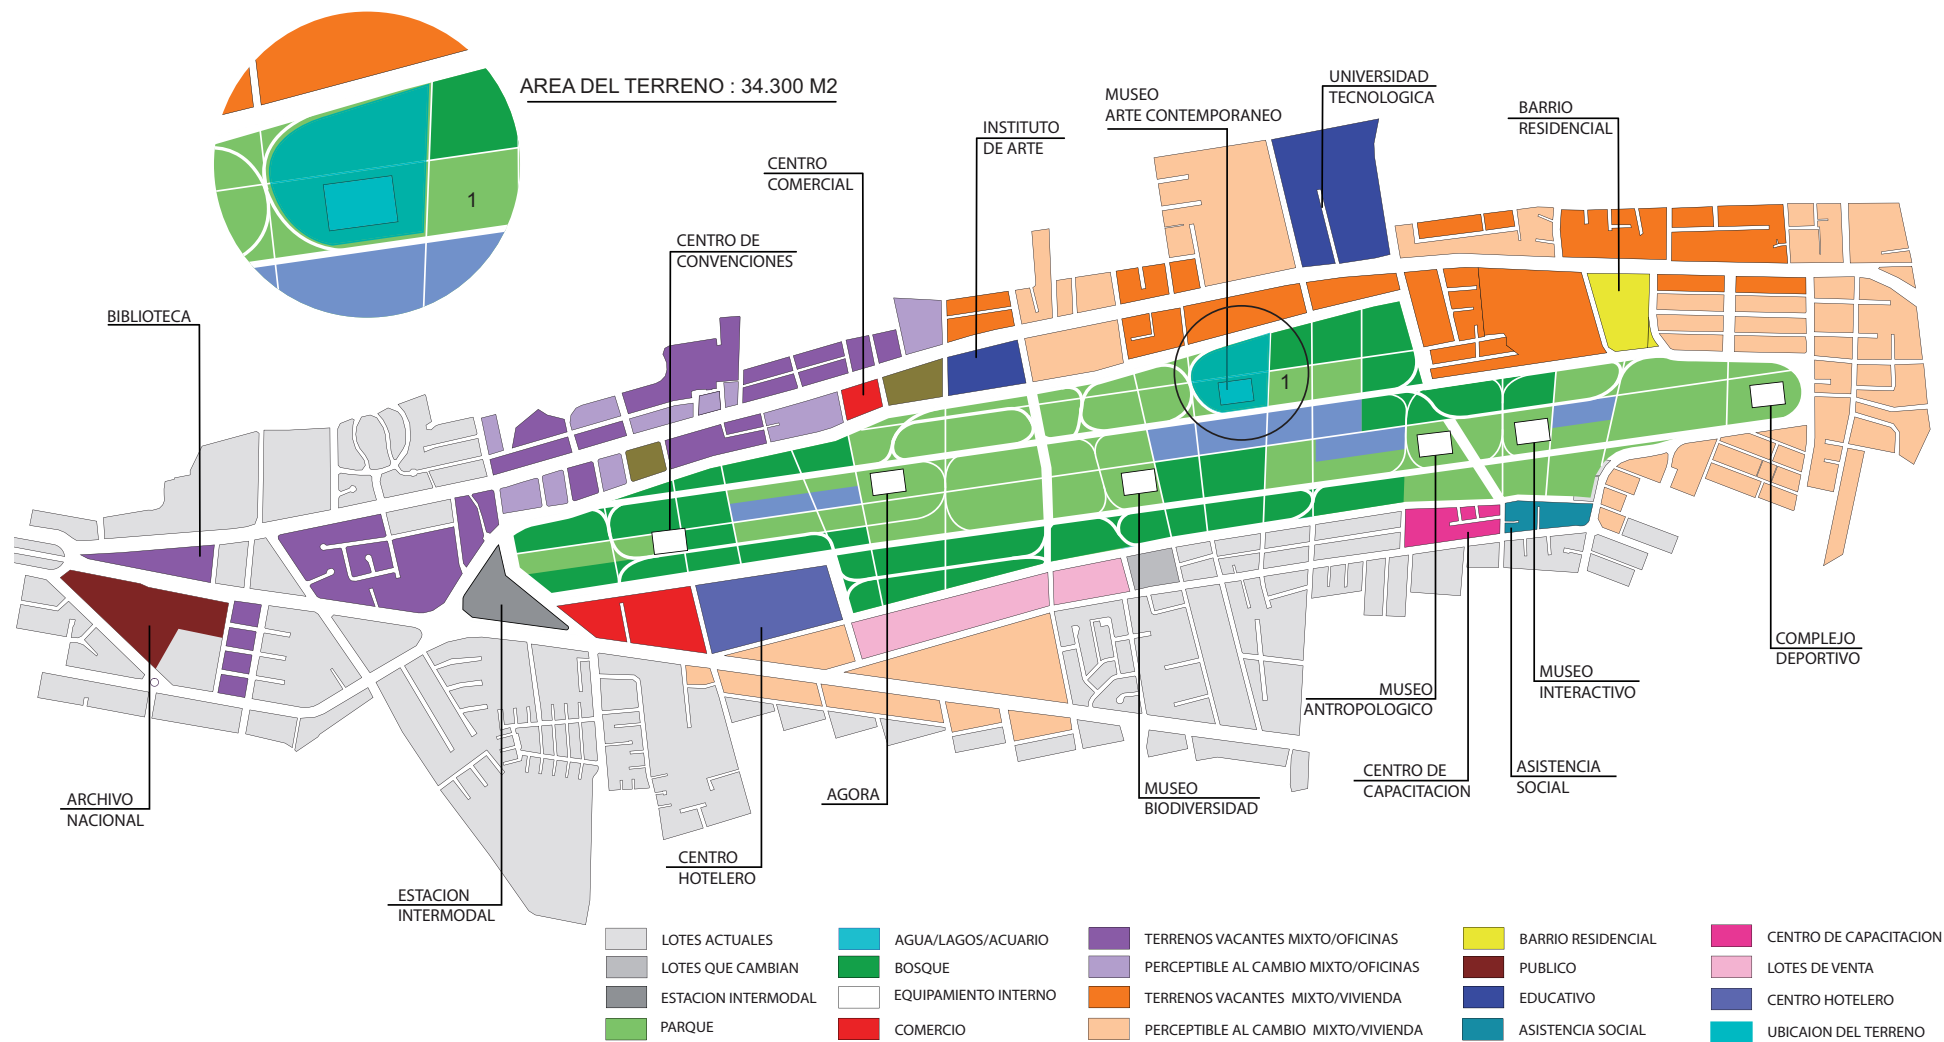 AREA DEL TERRENO : 34.300 M2
1
UNIVERSIDAD
TECNOLOGICA
MUSEO
ARTE CONTEMPORANEO
BARRIO
RESIDENCIAL
INSTITUTO
DE ARTE
CENTRO
COMERCIAL
CENTRO DE
CONVENCIONES
BIBLIOTECA
1
ARCHIVO
NACIONAL
ESTACION
INTERMODAL
CENTRO
HOTELERO
AGORA
MUSEO
BIODIVERSIDAD
MUSEO
ANTROPOLOGICO
CENTRO DE
CAPACITACION
ASISTENCIA
SOCIAL
MUSEO
INTERACTIVO
COMPLEJO
DEPORTIVO
LOTES ACTUALES
LOTES QUE CAMBIAN
ESTACION INTERMODAL
PARQUE
AGUA/LAGOS/ACUARIO
BOSQUE
EQUIPAMIENTO INTERNO
COMERCIO
TERRENOS VACANTES MIXTO/OFICINAS
PERCEPTIBLE AL CAMBIO MIXTO/OFICINAS
TERRENOS VACANTES MIXTO/VIVIENDA
PERCEPTIBLE AL CAMBIO MIXTO/VIVIENDA
BARRIO RESIDENCIAL
PUBLICO
EDUCATIVO
ASISTENCIA SOCIAL
CENTRO DE CAPACITACION
LOTES DE VENTA
CENTRO HOTELERO
UBICAION DEL TERRENO